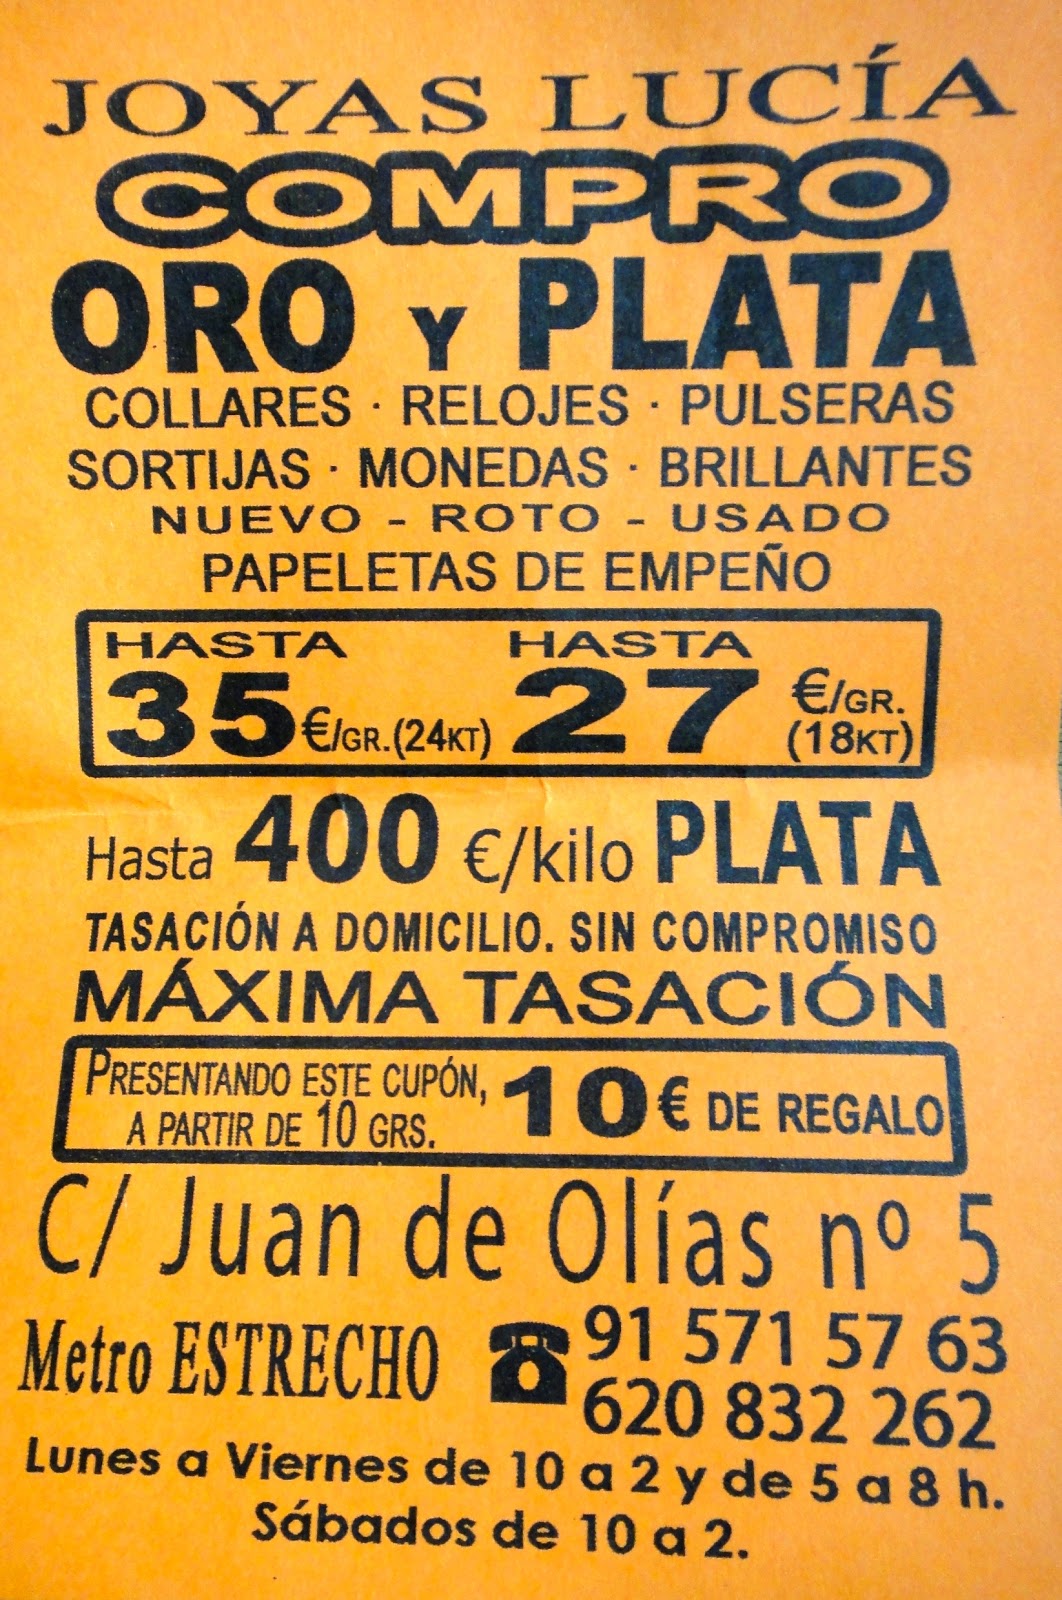 JOYAS LUCÍA
COMPRO
ORO Y PLATA
COLLARES · RELOJES · PULSERAS
SORTIJAS · MONEDAS · BRILLANTES
NUEVO - ROTO - USADO
PAPELETAS DE EMPEÑO
HASTA 35 €/GR.(24KT)
HASTA 27 €/GR. (18KT)
Hasta 400 €/kilo PLATA
TASACIÓN A DOMICILIO. SIN COMPROMISO
MÁXIMA TASACIÓN
PRESENTANDO ESTE CUPÓN,
A PARTIR DE 10 GRS.
10€ DE REGALO
C/ Juan de Olías nº 5
Metro ESTRECHO
91 571 57 63
620 832 262
Lunes a Viernes de 10 a 2 y de 5 a 8 h.
Sábados de 10 a 2.